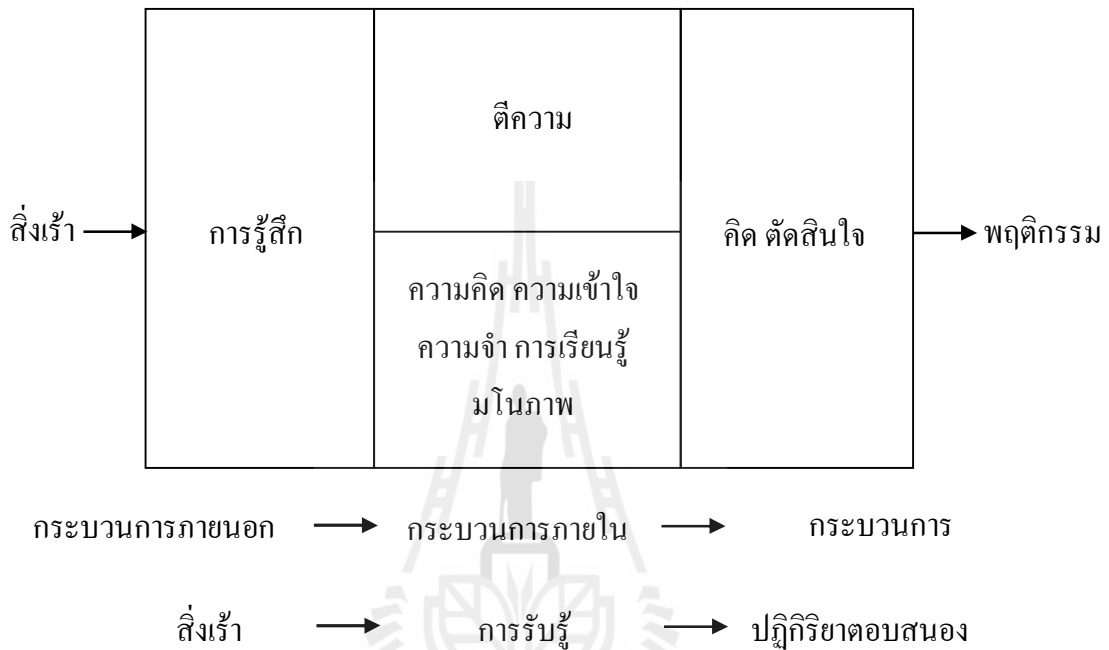 ตีความ
สิ่งเร้า
การรู้สึก
คิด ตัดสินใจ
พฤติกรรม
ความคิด ความเข้าใจ
ความจำ การเรียนรู้
มโนภาพ
กระบวนการภายนอก กระบวนการภายใน กระบวนการ
สิ่งเร้า การรับรู้ ปฏิกิริยาตอบสนอง